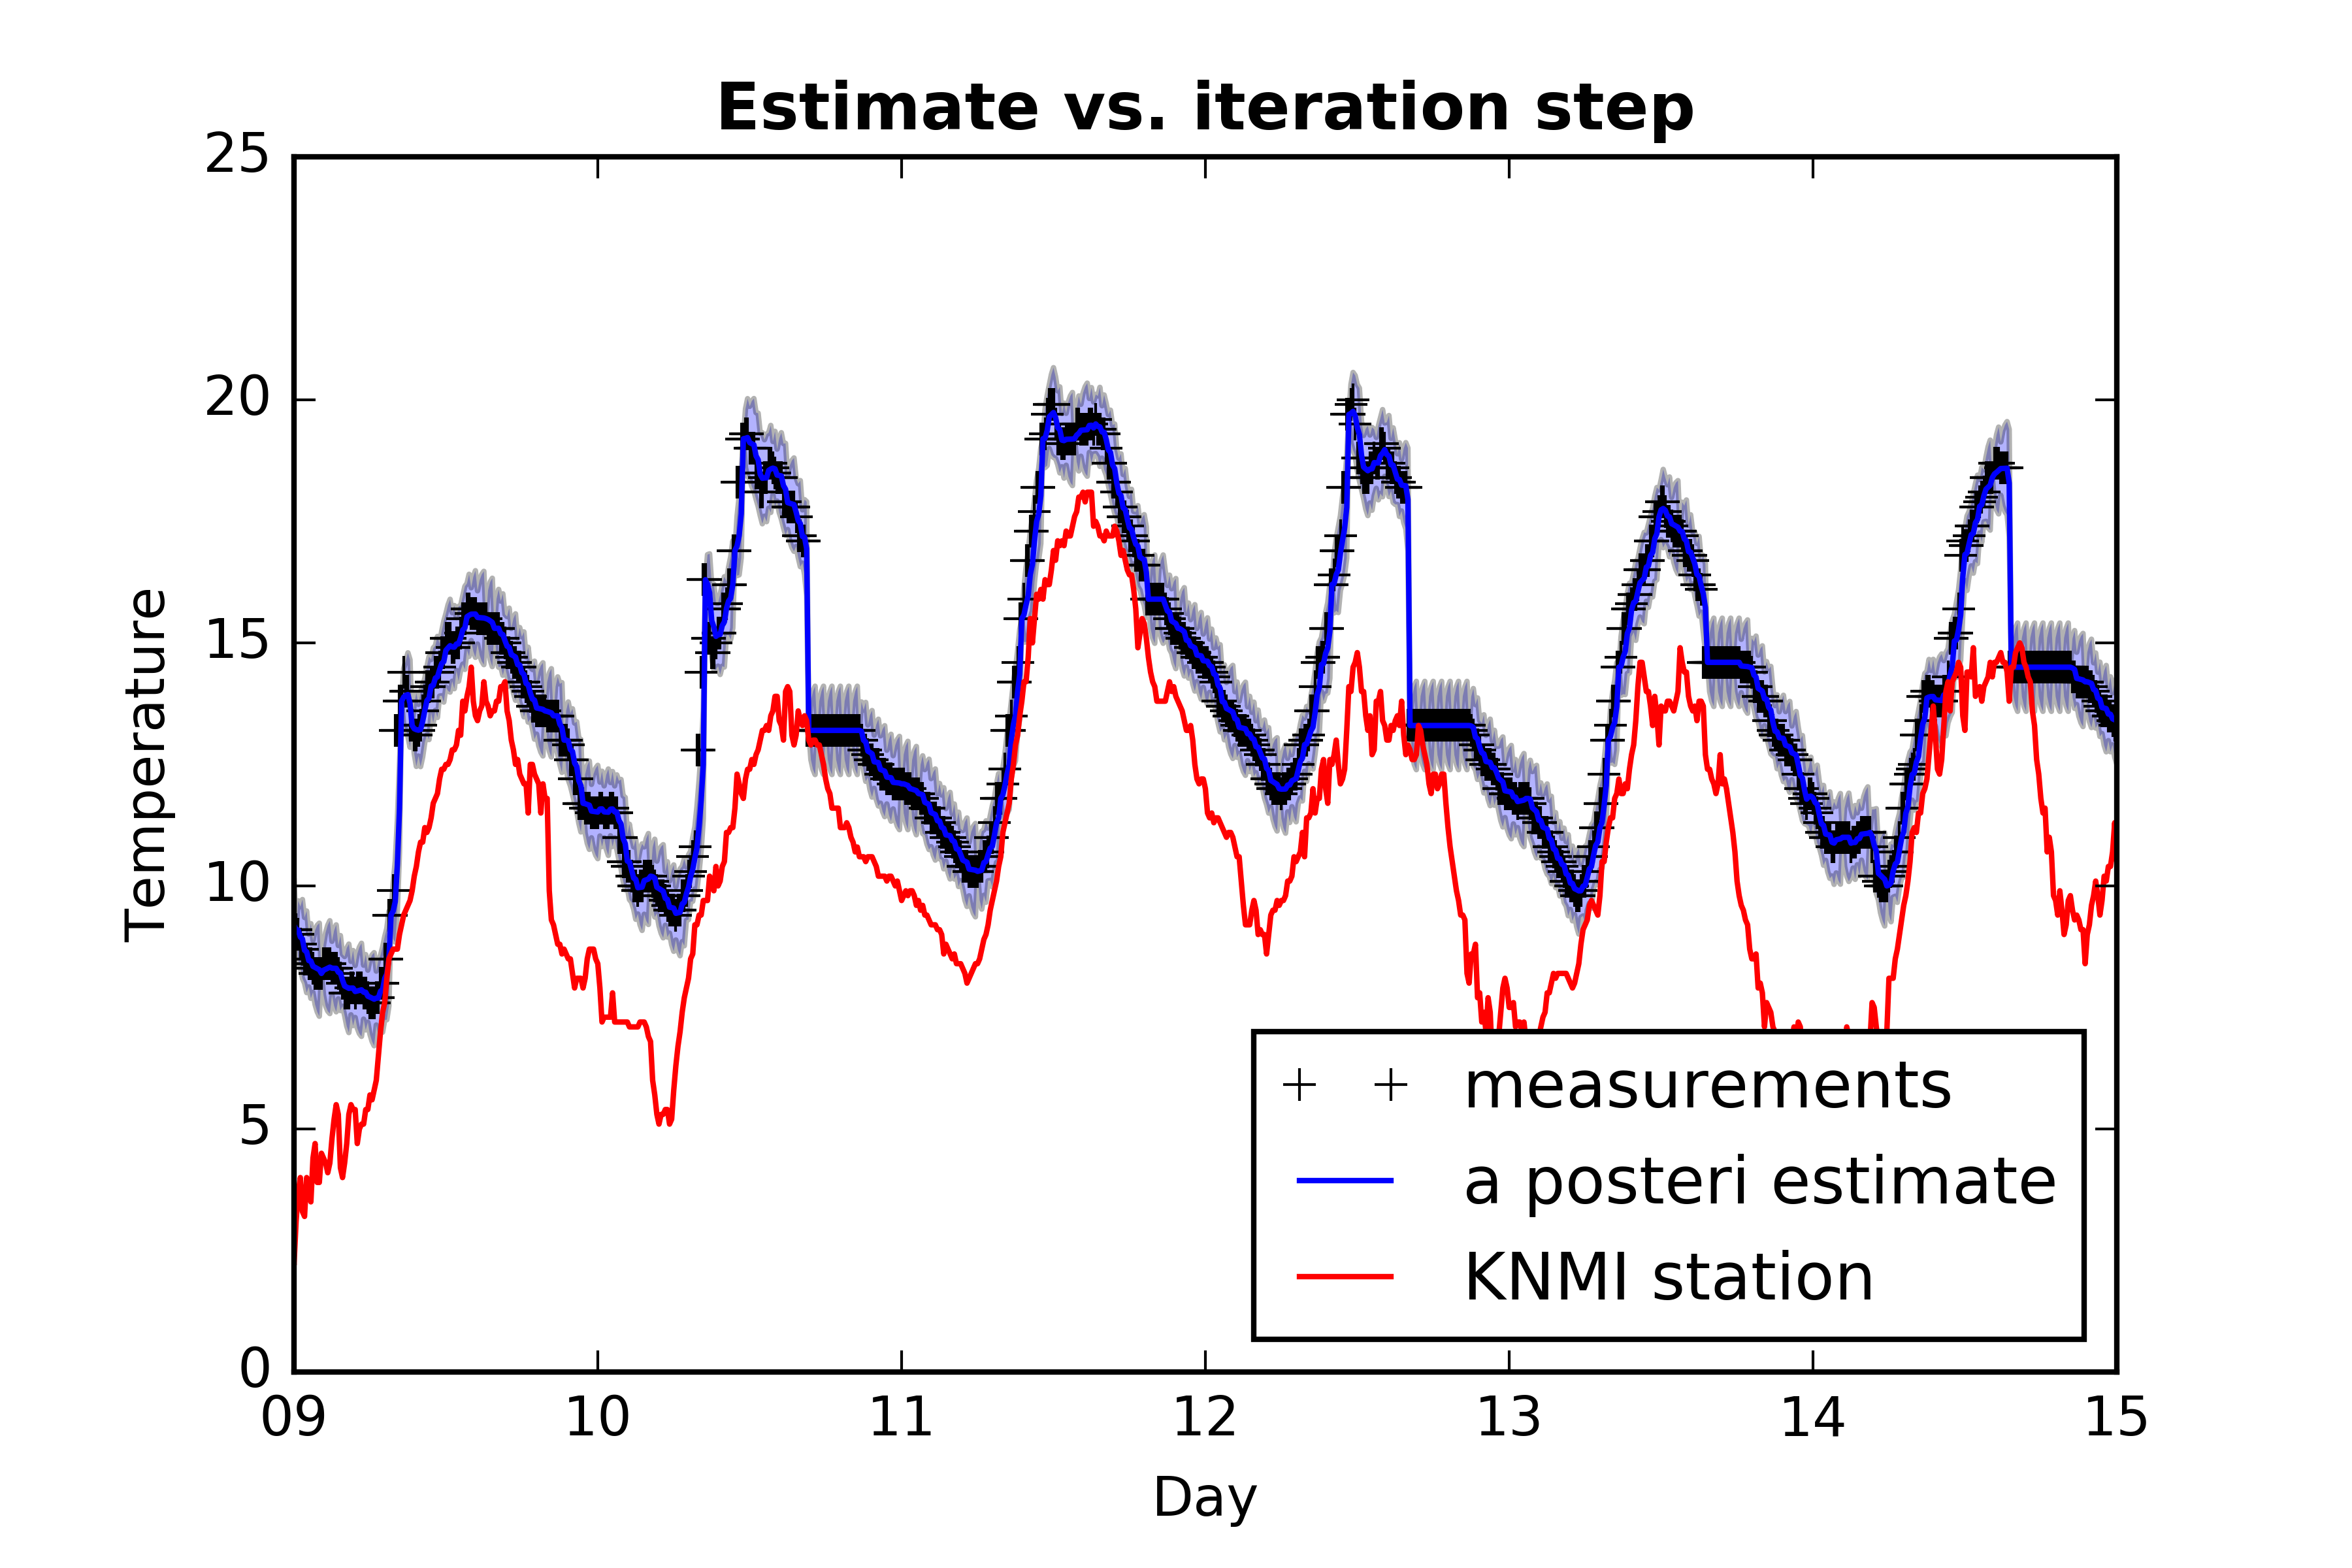 Estimate vs. iteration step
25
20
15
10
5
0
Temperature
09 10 11 12 13 14 15
Day
measurements
a posteri estimate
KNMI station